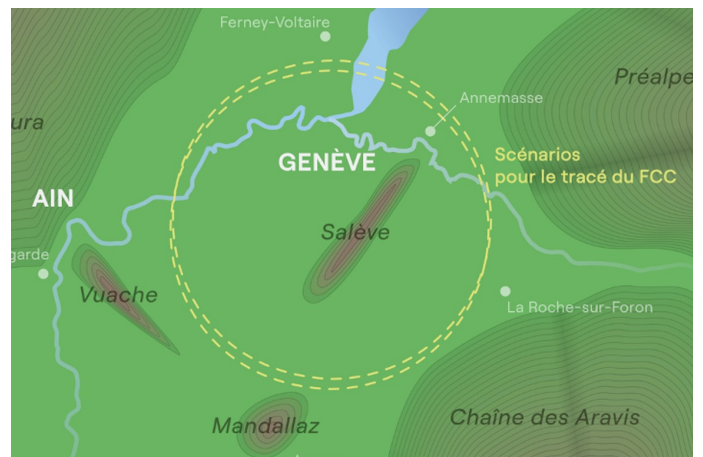 Ferney-Voltaire
Préalpe
Annemasse
ura
GENÈVE
Scénarios
pour le tracé du FCC
AIN
Salève
garde
Vuache
La Roche-sur-Foron
Mandallaz
Chaîne des Aravis